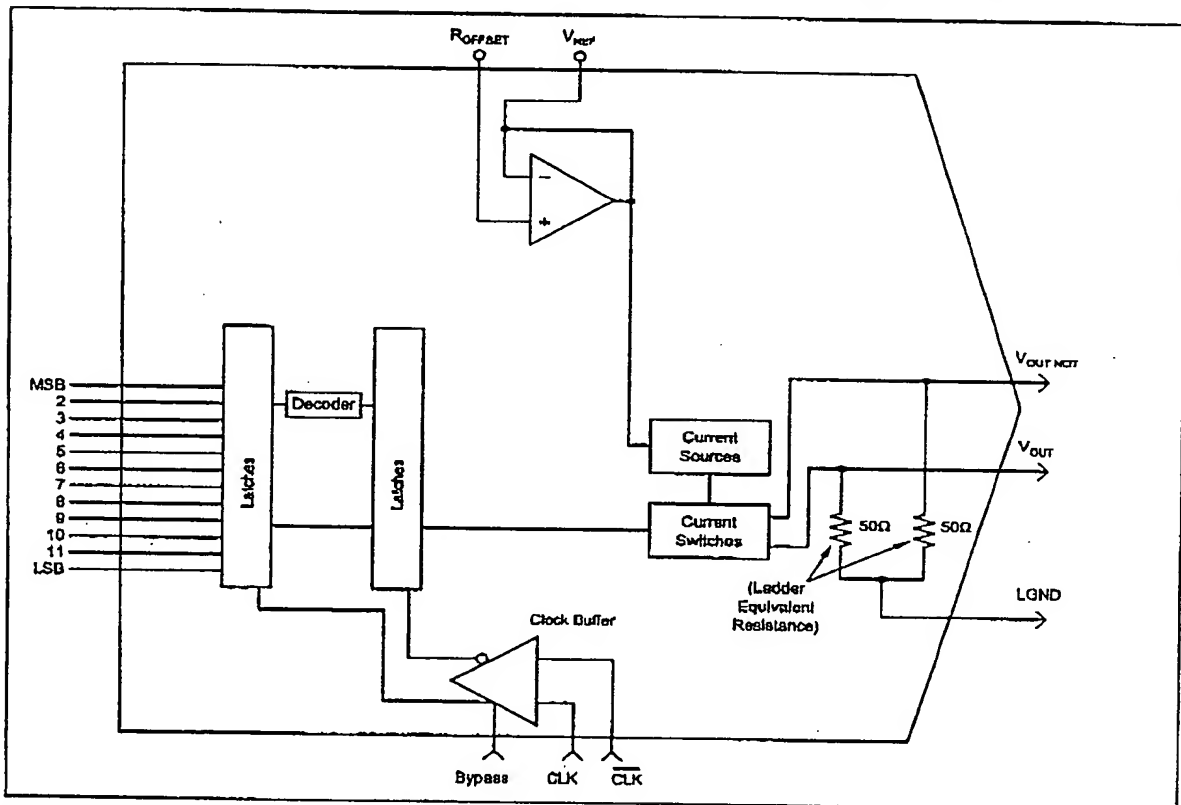 R_OFFSET
V_REF
−
+
MSB
2
3
4
5
6
7
8
9
10
11
LSB
Latches
Decoder
Latches
Current
Sources
Current
Switches
V_OUT NOT
V_OUT
50Ω
50Ω
(Ladder
Equivalent
Resistance)
LGND
Clock Buffer
Bypass
CLK
C̅L̅K̅